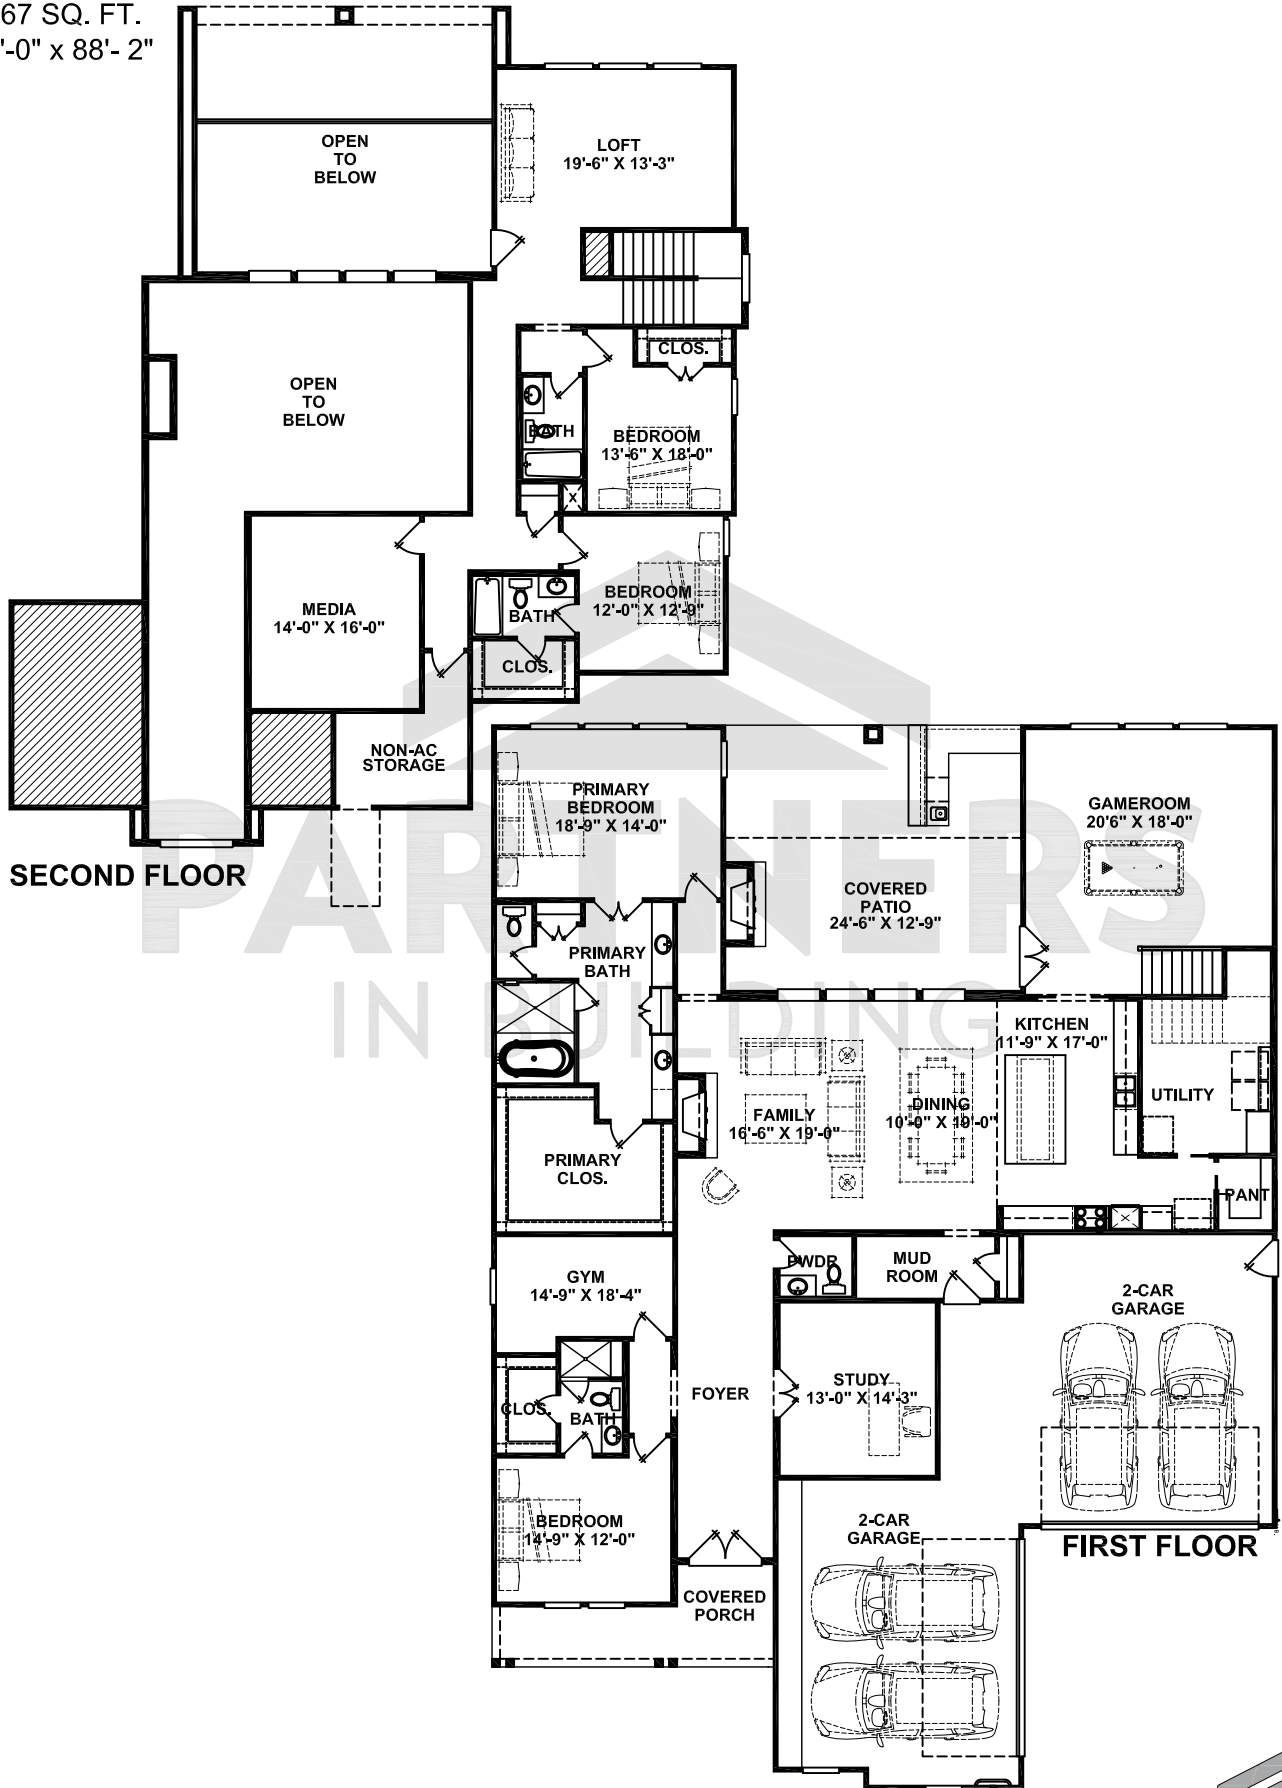 67 SQ. FT.
'-0" x 88'- 2"
OPEN
TO
BELOW
LOFT
19'-6" X 13'-3"
OPEN
TO
BELOW
CLOS.
BATH
BEDROOM
13'-6" X 18'-0"
X
MEDIA
14'-0" X 16'-0"
BATH
BEDROOM
12'-0" X 12'-9"
CLOS.
NON-AC
STORAGE
SECOND FLOOR
PARTNERS
IN BUILDING
PRIMARY
BEDROOM
18'-9" X 14'-0"
COVERED
PATIO
24'-6" X 12'-9"
GAMEROOM
20'6" X 18'-0"
PRIMARY
BATH
KITCHEN
11'-9" X 17'-0"
UTILITY
FAMILY
16'-6" X 19'-0"
DINING
10'-0" X 19'-0"
PRIMARY
CLOS.
PANT
GYM
14'-9" X 18'-4"
PWDR
MUD
ROOM
2-CAR
GARAGE
CLOS.
BATH
FOYER
STUDY
13'-0" X 14'-3"
BEDROOM
14'-9" X 12'-0"
2-CAR
GARAGE
FIRST FLOOR
COVERED
PORCH